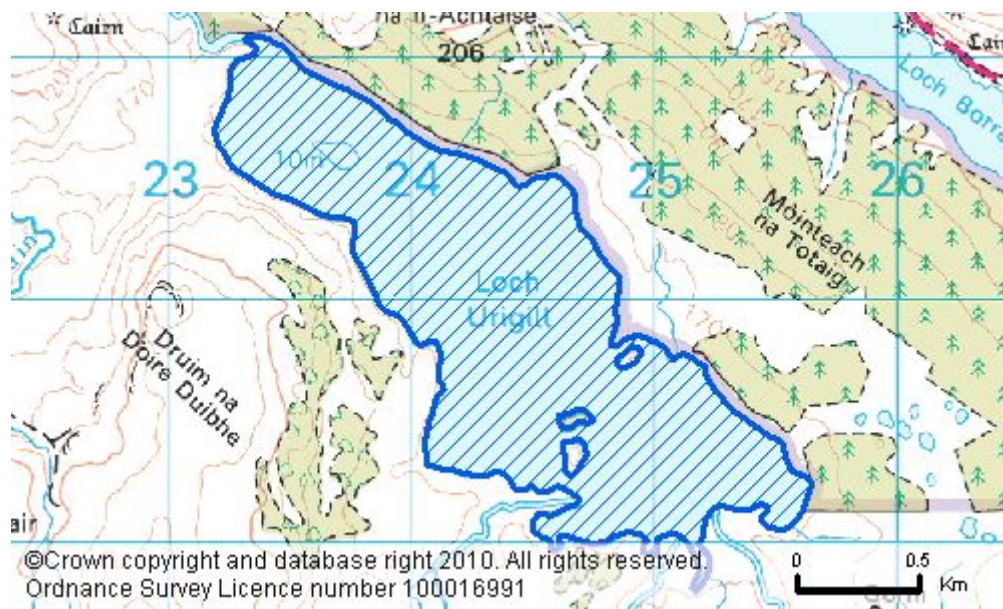 Cairn
na h-Achlaise
206
Loch Borr
170
10m
23
24
25
26
Mòinteach
na Totaig
Loch
Urigill
170
Druim na
Doire Duibhe
©Crown copyright and database right 2010. All rights reserved.
Ordnance Survey Licence number 100016991
0
0.5
Km